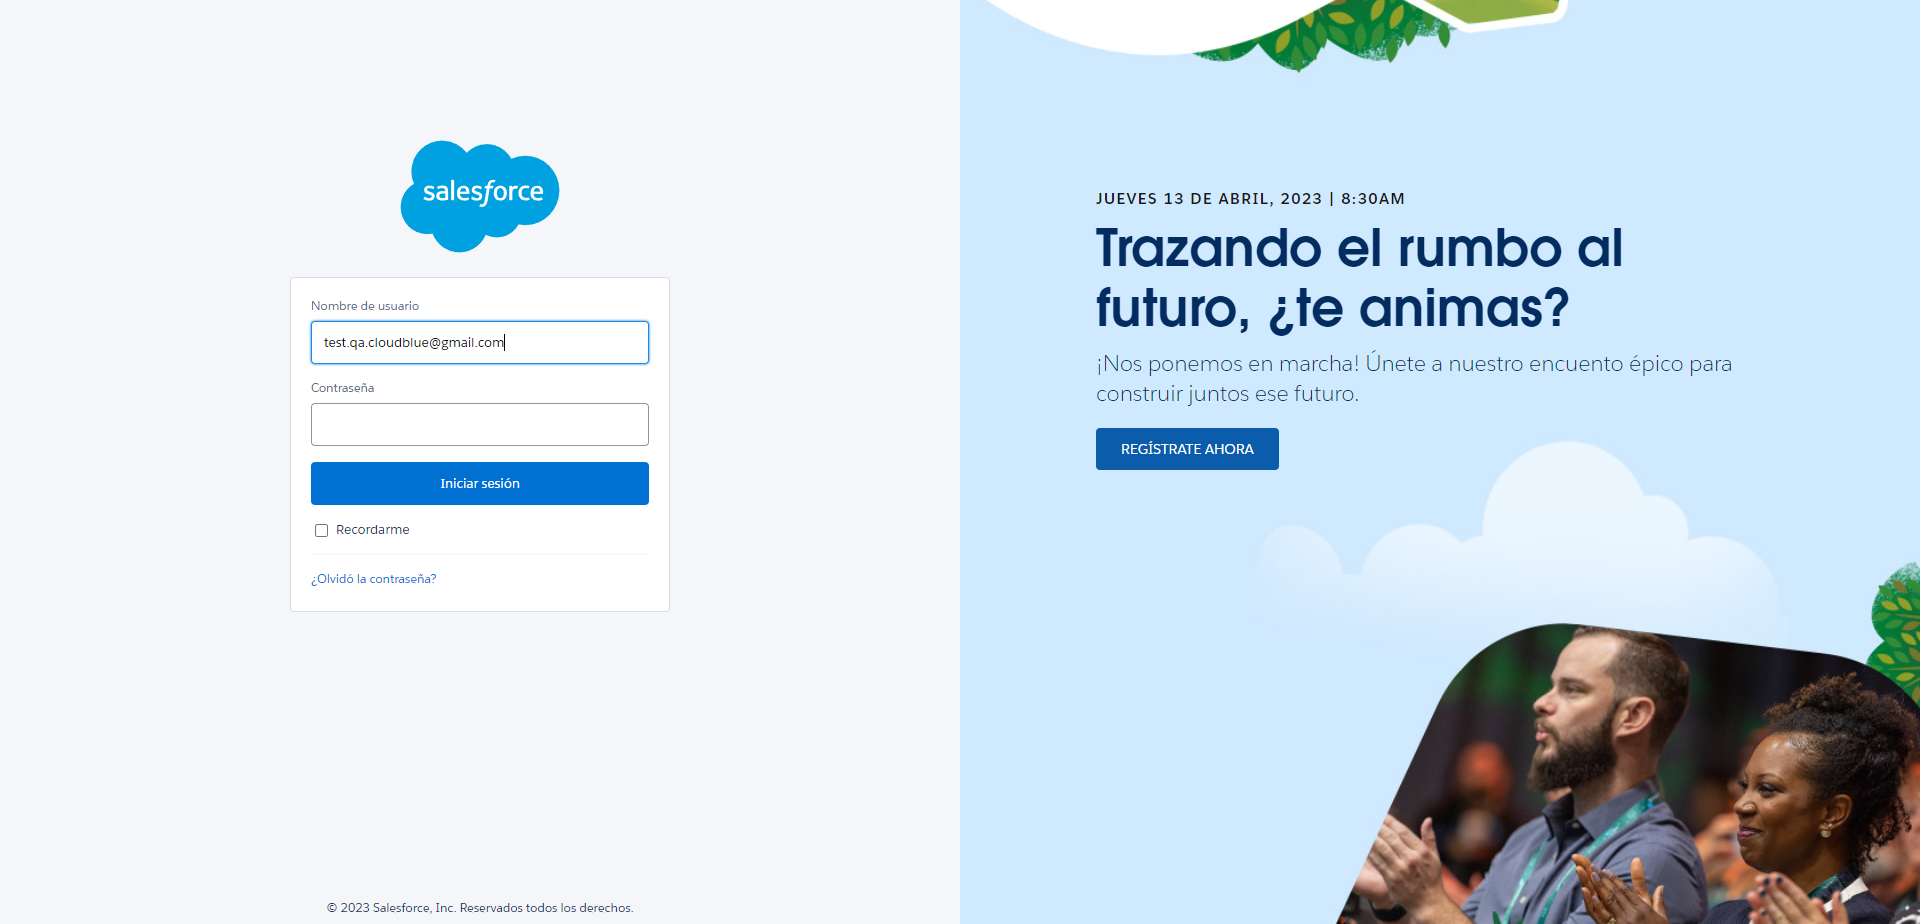 salesforce
Nombre de usuario
test.qa.cloudblue@gmail.com
Contraseña
Iniciar sesión
Recordarme
¿Olvidó la contraseña?
© 2023 Salesforce, Inc. Reservados todos los derechos.
JUEVES 13 DE ABRIL, 2023 | 8:30AM
Trazando el rumbo al
futuro, ¿te animas?
¡Nos ponemos en marcha! Únete a nuestro encuento épico para
construir juntos ese futuro.
REGÍSTRATE AHORA